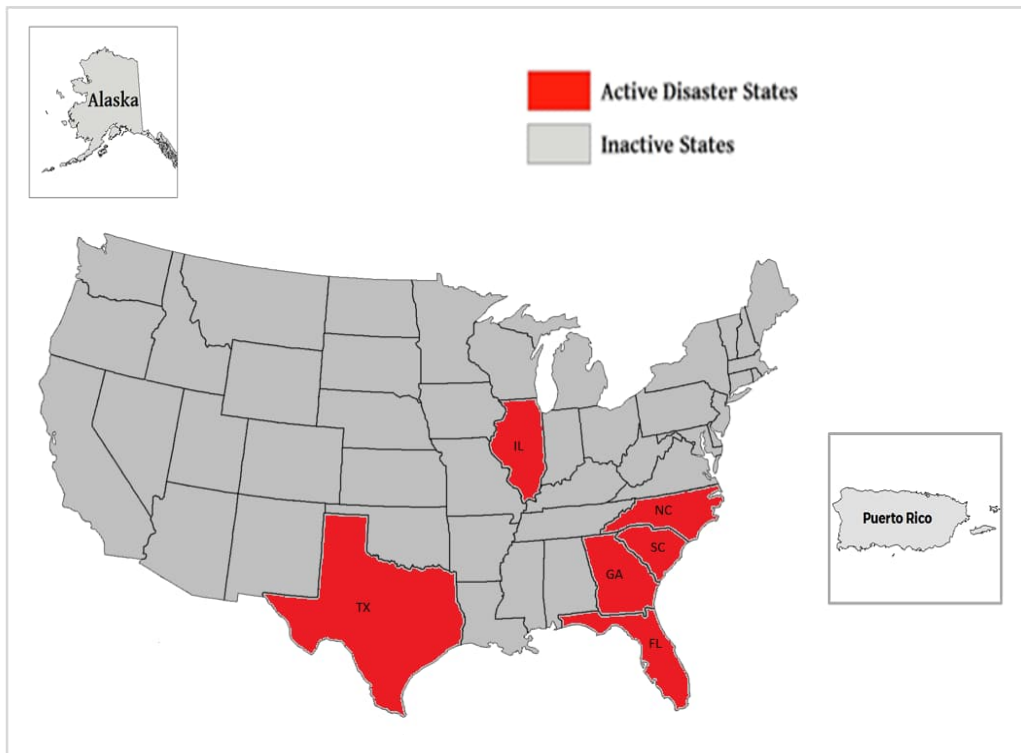 Alaska
Active Disaster States
Inactive States
IL
NC
SC
GA
TX
FL
Puerto Rico